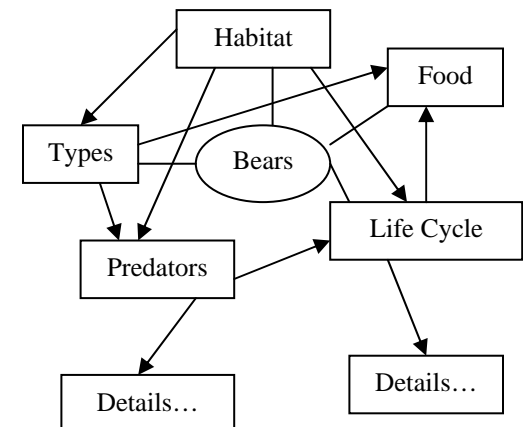 Habitat
Food
Types
Bears
Life Cycle
Predators
Details…
Details…